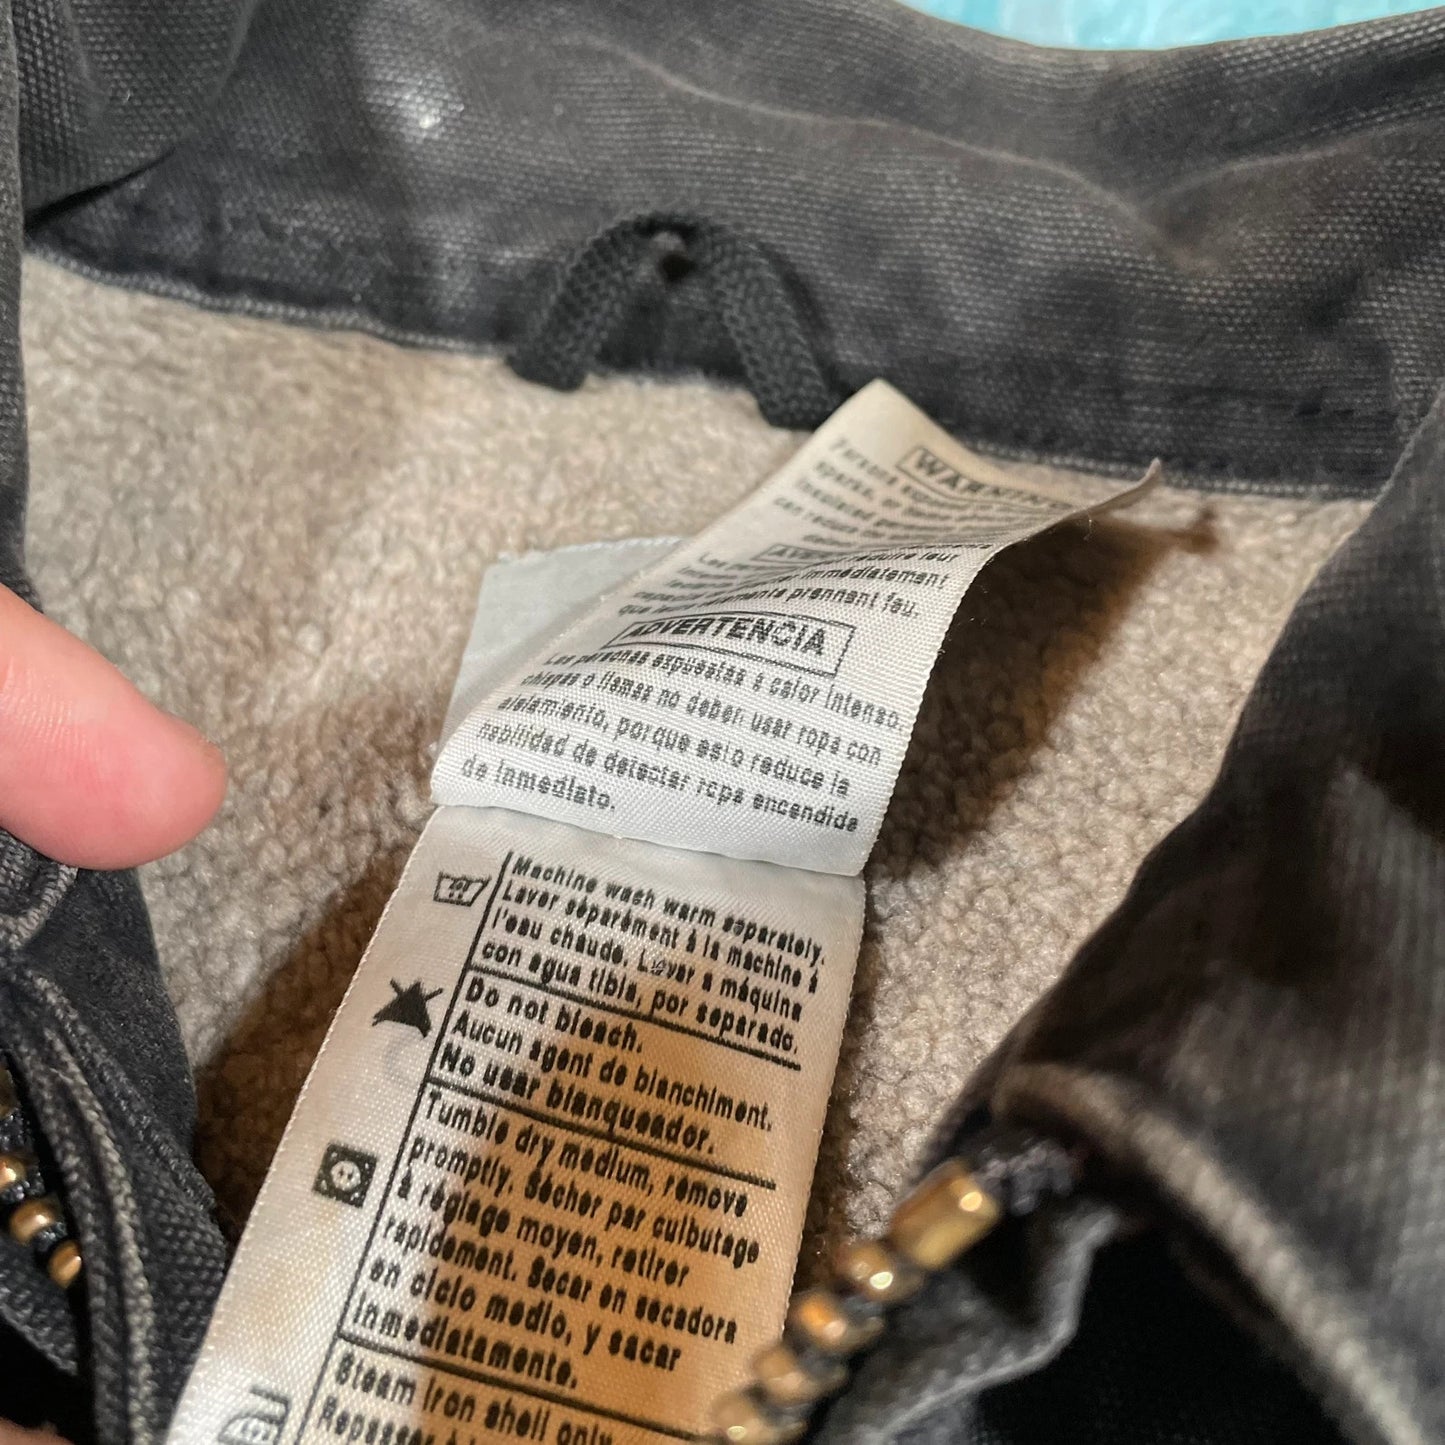 WARNING
can reduce
que leurs vêtements prennent feu.
ADVERTENCIA
Las personas expuestas a calor intenso,
chispas o llamas no deben usar ropa con
aislamiento, porque esto reduce la
habilidad de detectar ropa encendida
de inmediato.
Machine wash warm separately.
Laver séparément à la machine à
l'eau chaude. Lavar a máquina
con agua tibia, por separado.
Do not bleach.
Aucun agent de blanchiment.
No usar blanqueador.
Tumble dry medium, remove
promptly. Sécher par culbutage
à réglage moyen, retirer
rapidement. Secar en secadora
en ciclo medio, y sacar
inmediatamente.
Steam iron shell only
Repasser à